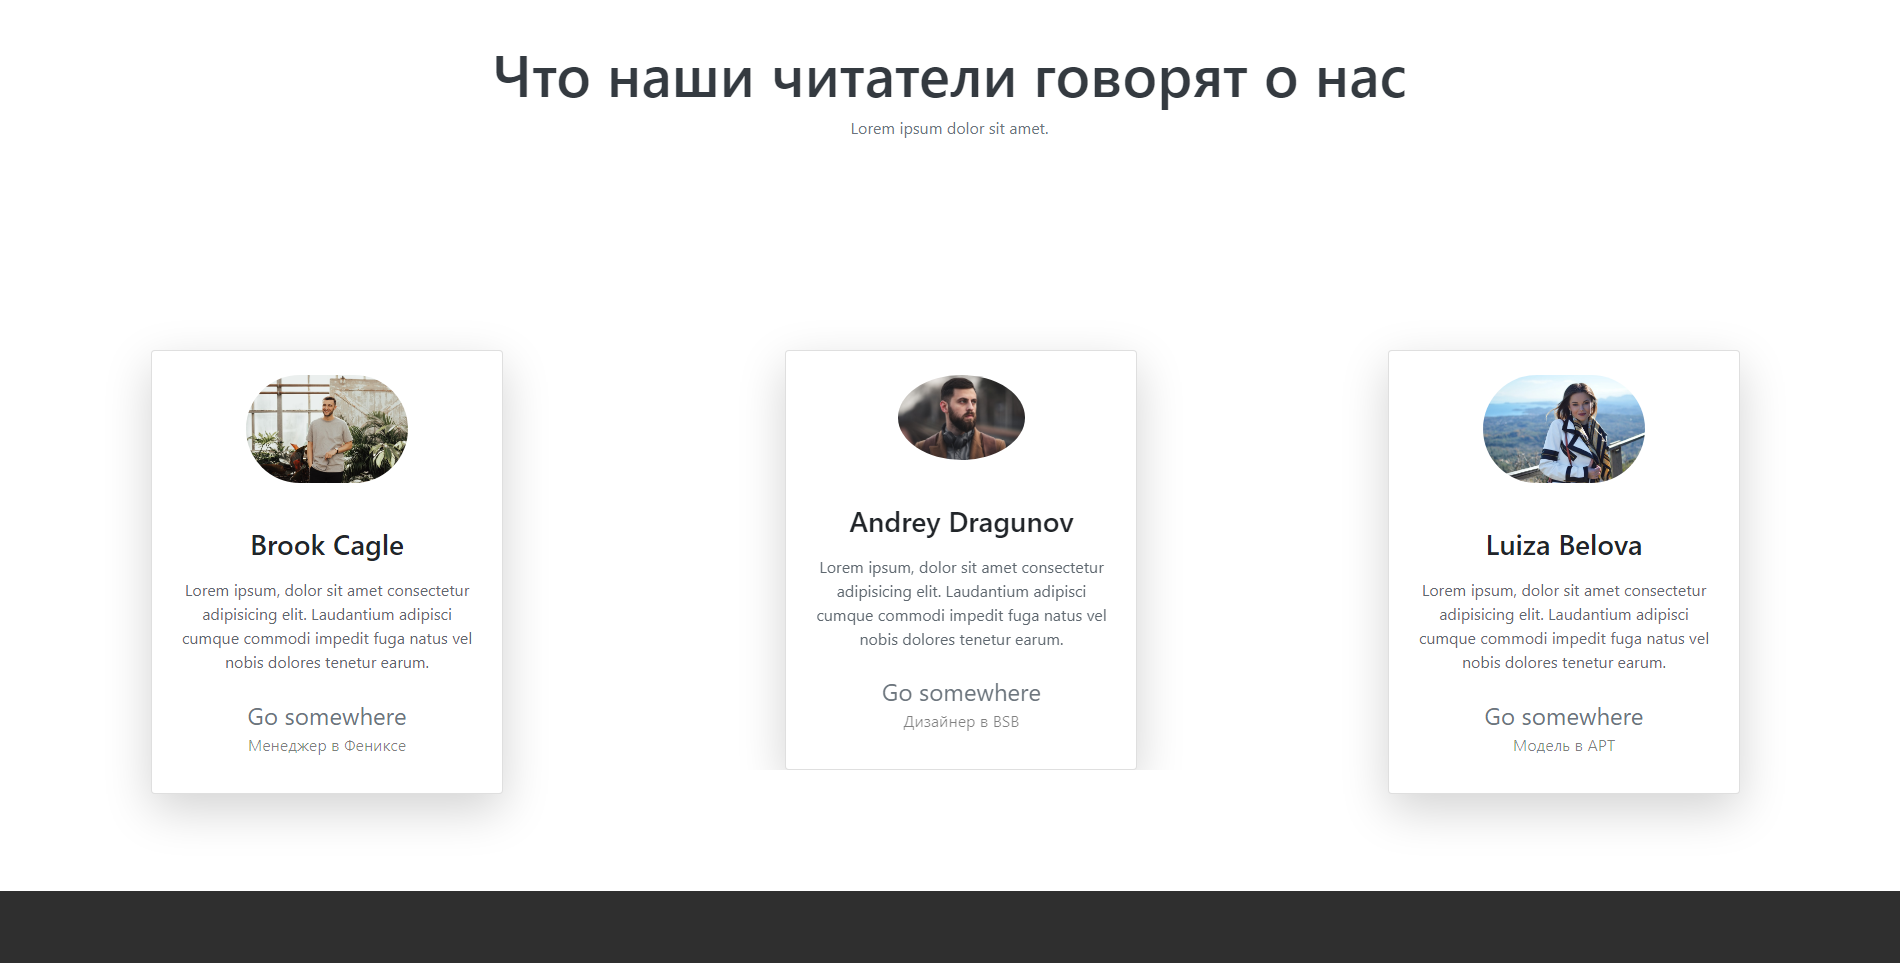 Что наши читатели говорят о нас
Lorem ipsum dolor sit amet.
Brook Cagle
Lorem ipsum, dolor sit amet consectetur
adipisicing elit. Laudantium adipisci
cumque commodi impedit fuga natus vel
nobis dolores tenetur earum.
Go somewhere
Менеджер в Фениксе
Andrey Dragunov
Lorem ipsum, dolor sit amet consectetur
adipisicing elit. Laudantium adipisci
cumque commodi impedit fuga natus vel
nobis dolores tenetur earum.
Go somewhere
Дизайнер в BSB
Luiza Belova
Lorem ipsum, dolor sit amet consectetur
adipisicing elit. Laudantium adipisci
cumque commodi impedit fuga natus vel
nobis dolores tenetur earum.
Go somewhere
Модель в АРТ